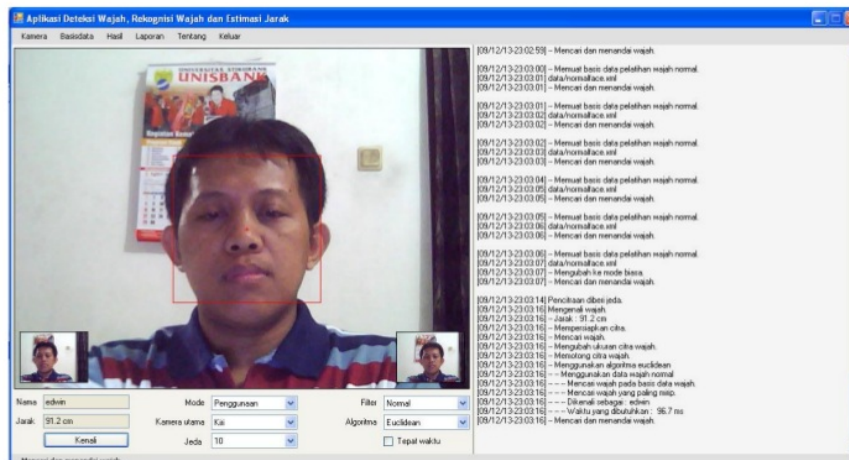 Aplikasi Deteksi Wajah, Rekognisi Wajah dan Estimasi Jarak
Kamera Basisdata Hasil Laporan Tentang Keluar
UNIVERSITAS STIKUBANK
UNISBANK
[09/12/13-23:02:59] -- Mencari dan menandai wajah.
[09/12/13-23:03:00] -- Memuat basis data pelatihan wajah normal.
[09/12/13-23:03:01] data/normalface.xml
[09/12/13-23:03:01] -- Mencari dan menandai wajah.
[09/12/13-23:03:01] -- Memuat basis data pelatihan wajah normal.
[09/12/13-23:03:02] data/normalface.xml
[09/12/13-23:03:02] -- Mencari dan menandai wajah.
[09/12/13-23:03:02] -- Memuat basis data pelatihan wajah normal.
[09/12/13-23:03:03] data/normalface.xml
[09/12/13-23:03:03] -- Mencari dan menandai wajah.
[09/12/13-23:03:04] -- Memuat basis data pelatihan wajah normal.
[09/12/13-23:03:05] data/normalface.xml
[09/12/13-23:03:05] -- Mencari dan menandai wajah.
[09/12/13-23:03:05] -- Memuat basis data pelatihan wajah normal.
[09/12/13-23:03:06] data/normalface.xml
[09/12/13-23:03:06] -- Mencari dan menandai wajah.
[09/12/13-23:03:06] -- Memuat basis data pelatihan wajah normal.
[09/12/13-23:03:07] data/normalface.xml
[09/12/13-23:03:07] -- Mengubah ke mode biasa.
[09/12/13-23:03:07] -- Mencari dan menandai wajah.
[09/12/13-23:03:14] Pencitraan diberi jeda.
[09/12/13-23:03:16] Mengenali wajah.
[09/12/13-23:03:16] -- Jarak : 91.2 cm
[09/12/13-23:03:16] -- Mempersiapkan citra.
[09/12/13-23:03:16] -- Mencari wajah.
[09/12/13-23:03:16] -- Mengubah ukuran citra wajah.
[09/12/13-23:03:16] -- Memotong citra wajah.
[09/12/13-23:03:16] -- Menggunakan algoritma euclidean
[09/12/13-23:03:16] -- -- Menggunakan data wajah normal
[09/12/13-23:03:16] -- -- -- Mencari wajah pada basis data wajah.
[09/12/13-23:03:16] -- -- -- Mencari wajah yang paling mirip.
[09/12/13-23:03:16] -- -- -- Dikenali sebagai : edwin
[09/12/13-23:03:16] -- -- -- Waktu yang dibutuhkan : 96.7 ms
[09/12/13-23:03:16] -- Mencari dan menandai wajah.
Nama edwin Mode Penggunaan Filter Normal
Jarak 91.2 cm Kamera utama Kai Algoritma Euclidean
Kenali Jeda 10 Tepat waktu
Mencari dan menandai wajah.